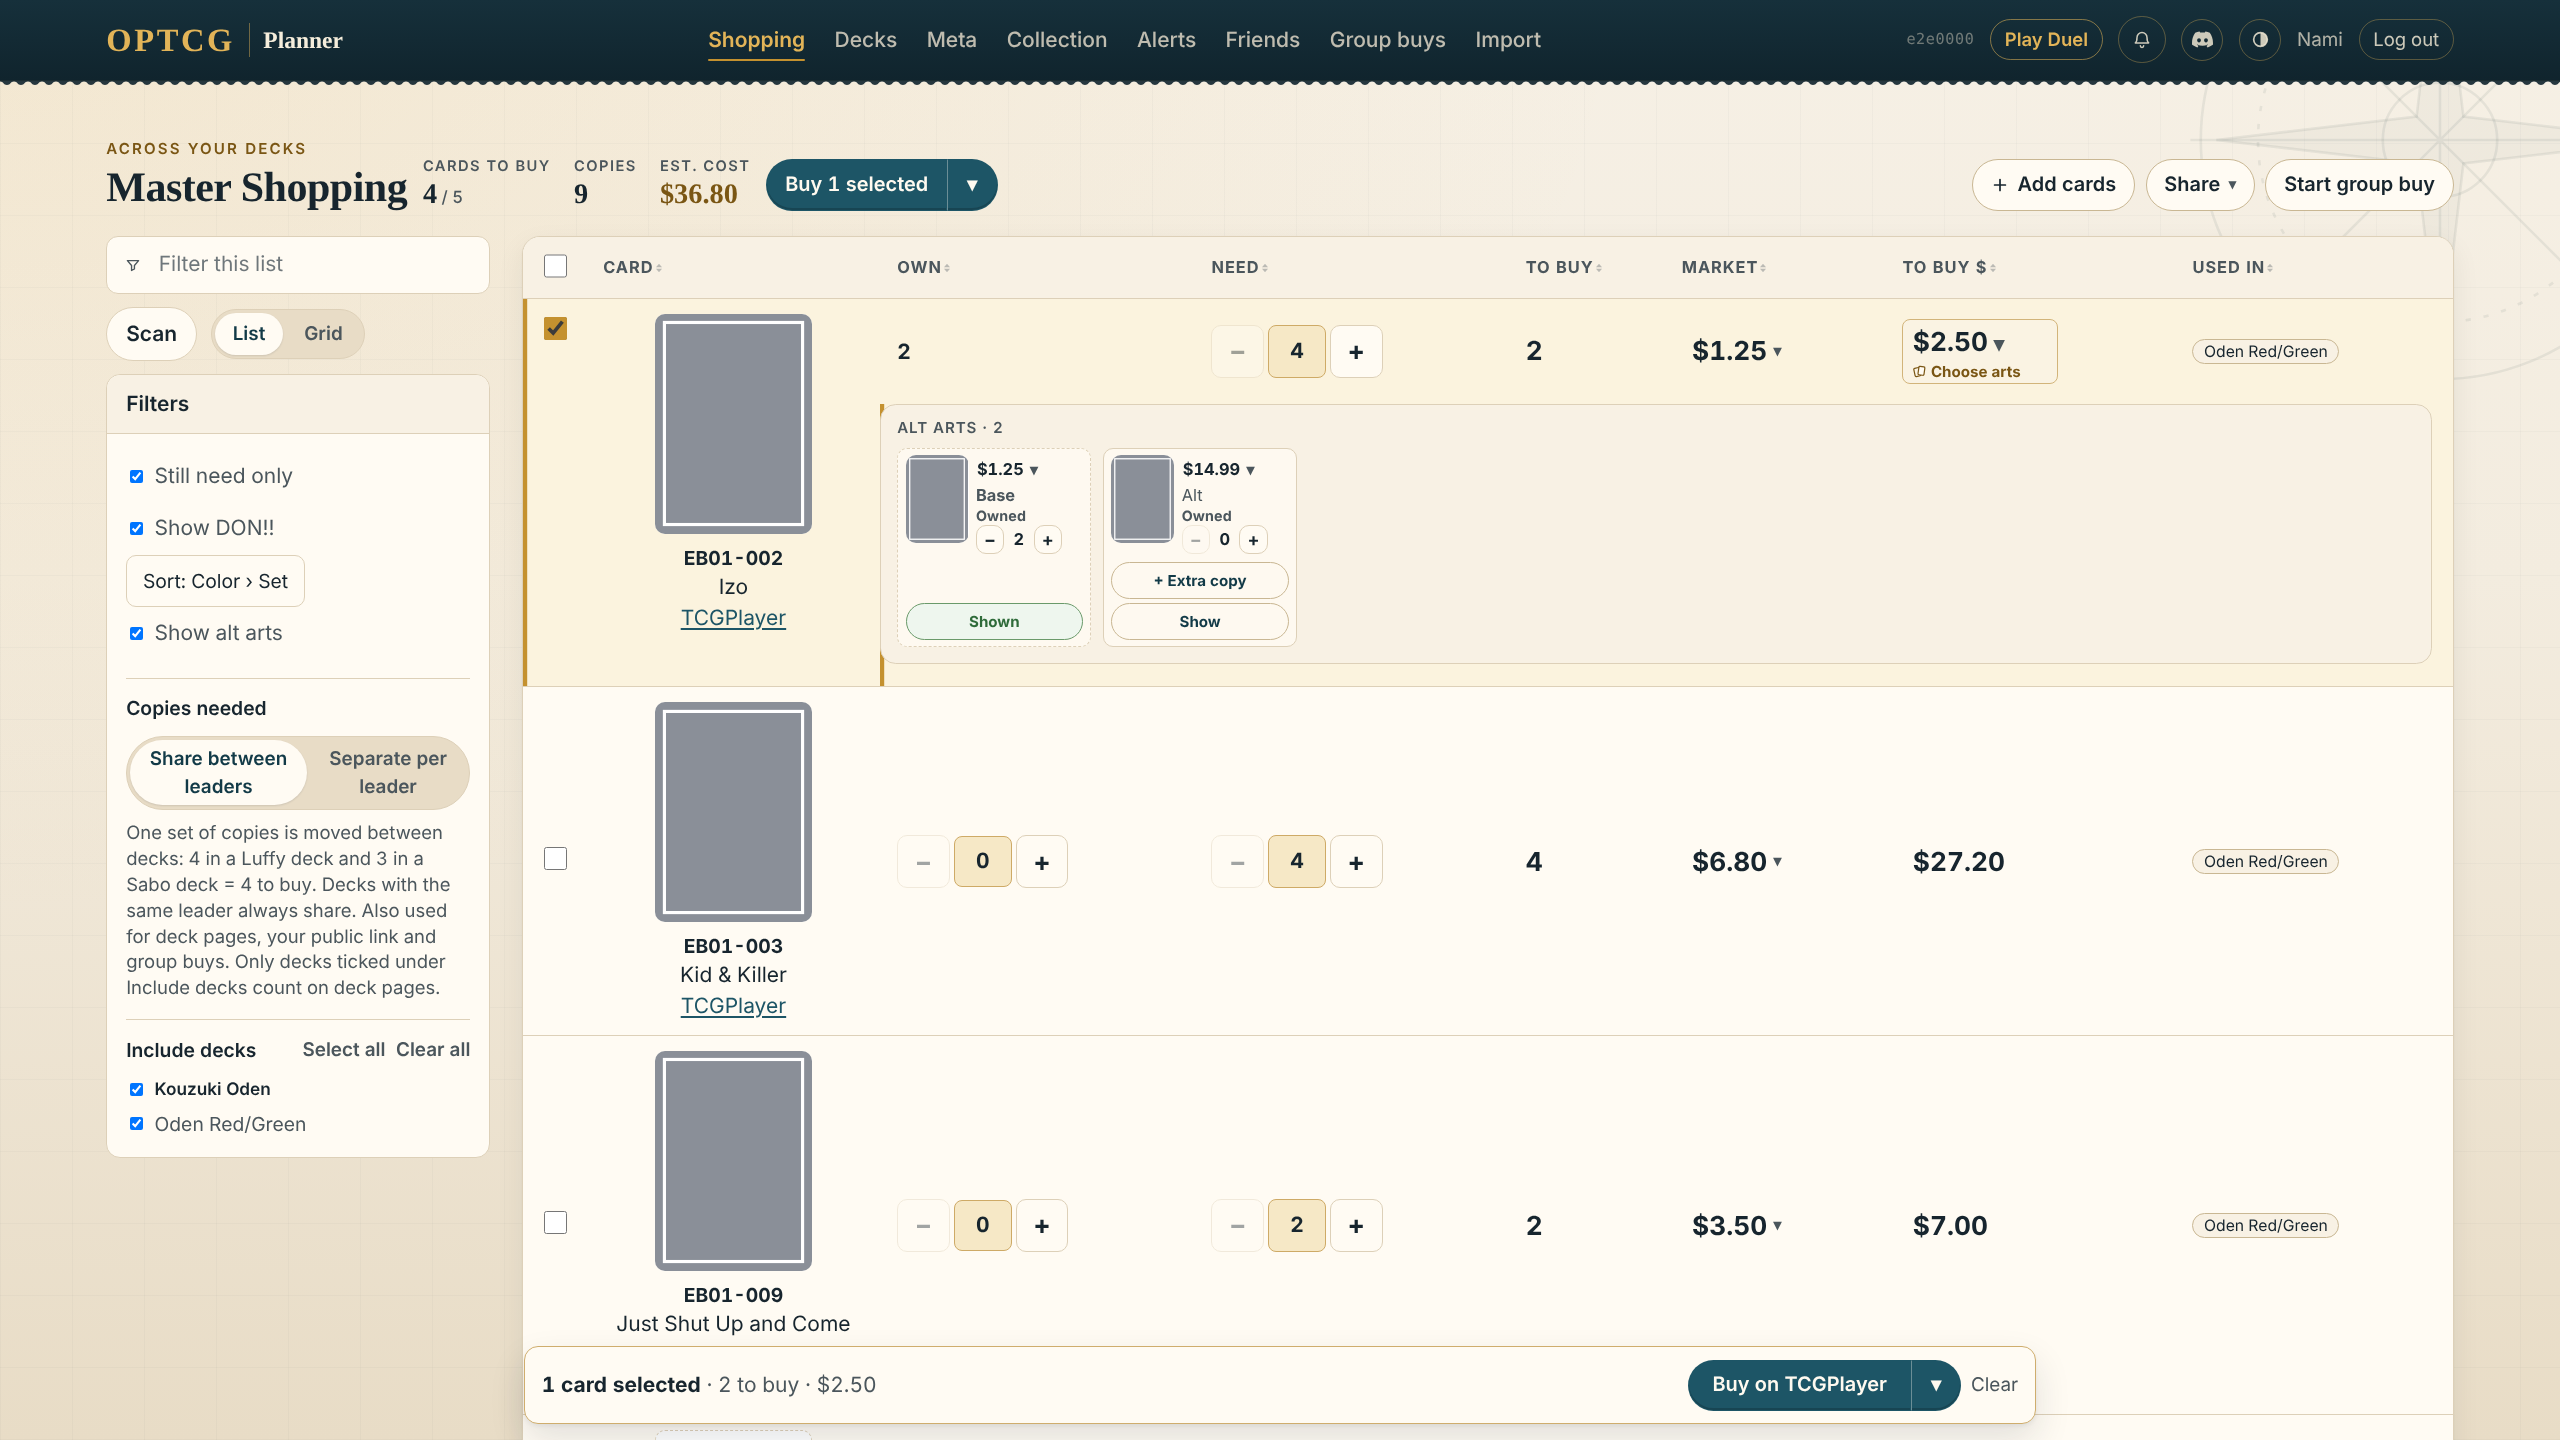 OPTCG Planner
Shopping Decks Meta Collection Alerts Friends Group buys Import
e2e0000 Play Duel Nami Log out
ACROSS YOUR DECKS
Master Shopping
CARDS TO BUY
4 / 5
COPIES
9
EST. COST
$36.80
Buy 1 selected ▼
+ Add cards
Share ▾
Start group buy
Filter this list
Scan
List Grid
Filters
Still need only
Show DON!!
Sort: Color › Set
Show alt arts
Copies needed
Share between
leaders
Separate per
leader
One set of copies is moved between
decks: 4 in a Luffy deck and 3 in a
Sabo deck = 4 to buy. Decks with the
same leader always share. Also used
for deck pages, your public link and
group buys. Only decks ticked under
Include decks count on deck pages.
Include decks Select all Clear all
Kouzuki Oden
Oden Red/Green
CARD OWN NEED TO BUY MARKET TO BUY $ USED IN
2 − 4 + 2 $1.25 ▾ $2.50 ▾ Oden Red/Green
Choose arts
EB01-002
Izo
TCGPlayer
ALT ARTS · 2
$1.25 ▾
Base
Owned
− 2 +
Shown
$14.99 ▾
Alt
Owned
− 0 +
+ Extra copy
Show
− 0 + − 4 + 4 $6.80 ▾ $27.20 Oden Red/Green
EB01-003
Kid & Killer
TCGPlayer
− 0 + − 2 + 2 $3.50 ▾ $7.00 Oden Red/Green
EB01-009
Just Shut Up and Come
1 card selected · 2 to buy · $2.50
Buy on TCGPlayer ▼ Clear